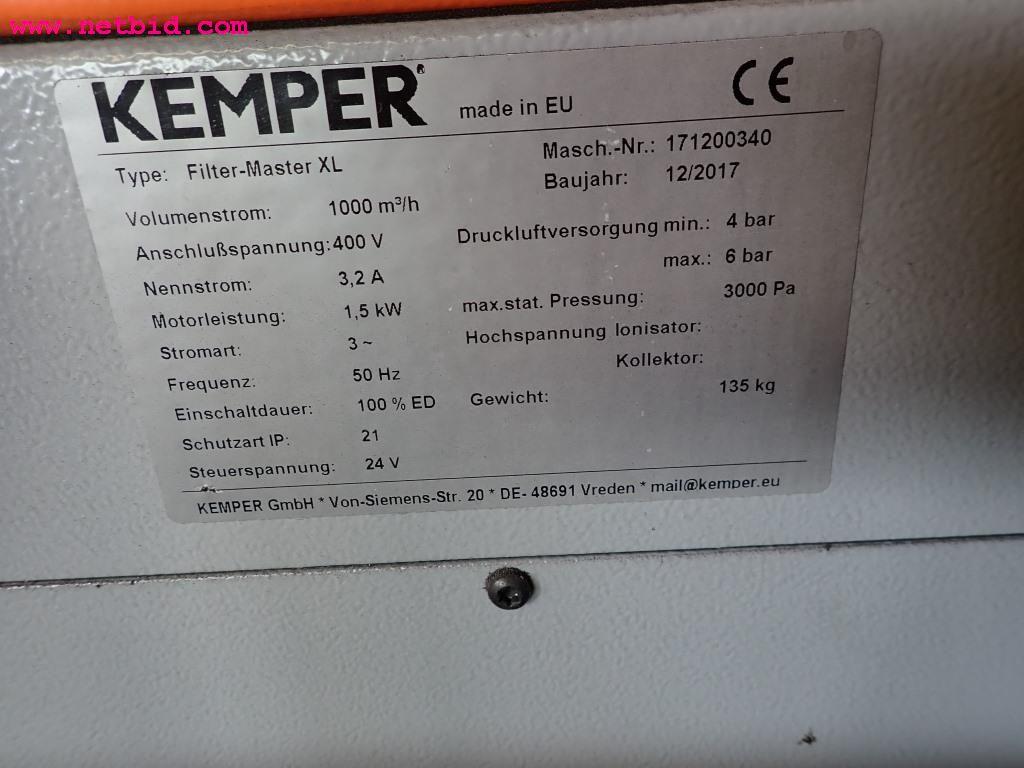 www.netbid.com
KEMPER® made in EU CE
Type: Filter-Master XL Masch.-Nr.: 171200340
Baujahr: 12/2017
Volumenstrom: 1000 m³/h
Anschlußspannung: 400 V Druckluftversorgung min.: 4 bar
Nennstrom: 3,2 A max.: 6 bar
Motorleistung: 1,5 kW max.stat. Pressung: 3000 Pa
Stromart: 3 ~ Hochspannung Ionisator:
Frequenz: 50 Hz Kollektor:
Einschaltdauer: 100 % ED Gewicht: 135 kg
Schutzart IP: 21
Steuerspannung: 24 V
KEMPER GmbH * Von-Siemens-Str. 20 * DE- 48691 Vreden * mail@kemper.eu